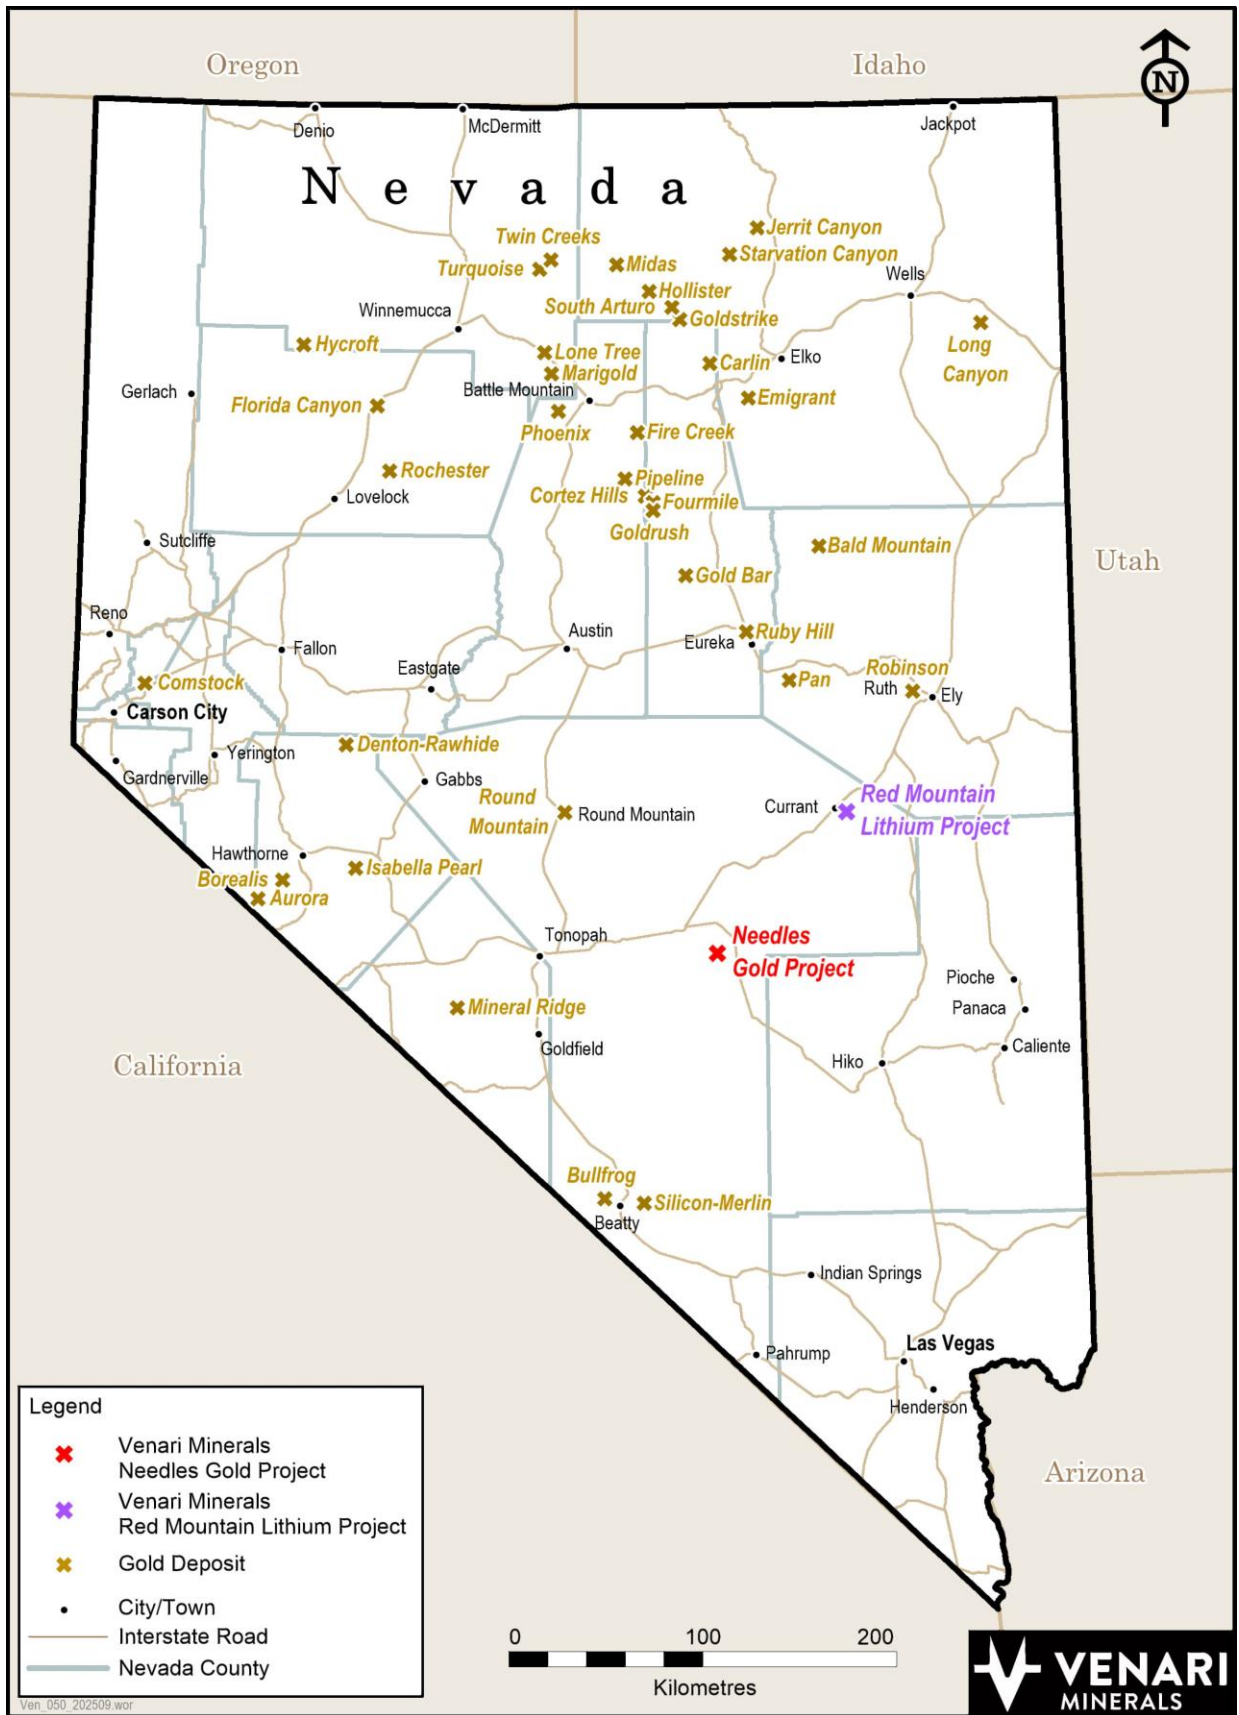 Oregon
Idaho
N
Denio
McDermitt
Jackpot
Nevada
Jerrit Canyon
Twin Creeks
Starvation Canyon
Turquoise
Midas
Wells
Hollister
South Arturo
Goldstrike
Winnemucca
Hycroft
Long
Canyon
Lone Tree
Elko
Carlin
Marigold
Battle Mountain
Gerlach
Emigrant
Florida Canyon
Phoenix
Fire Creek
Rochester
Pipeline
Lovelock
Cortez Hills
Fourmile
Goldrush
Sutcliffe
Bald Mountain
Utah
Gold Bar
Reno
Austin
Ruby Hill
Eureka
Fallon
Eastgate
Robinson
Comstock
Pan
Ruth
Ely
Carson City
Denton-Rawhide
Yerington
Gardnerville
Gabbs
Round
Mountain
Round Mountain
Currant
Red Mountain
Lithium Project
Hawthorne
Isabella Pearl
Borealis
Aurora
Tonopah
Needles
Gold Project
Pioche
Panaca
Mineral Ridge
Goldfield
Caliente
Hiko
California
Bullfrog
Silicon-Merlin
Beatty
Indian Springs
Las Vegas
Pahrump
Henderson
Arizona
Legend
Venari Minerals
Needles Gold Project
Venari Minerals
Red Mountain Lithium Project
Gold Deposit
City/Town
Interstate Road
Nevada County
Ven_050_202509.wor
0 100 200
Kilometres
VENARI
MINERALS